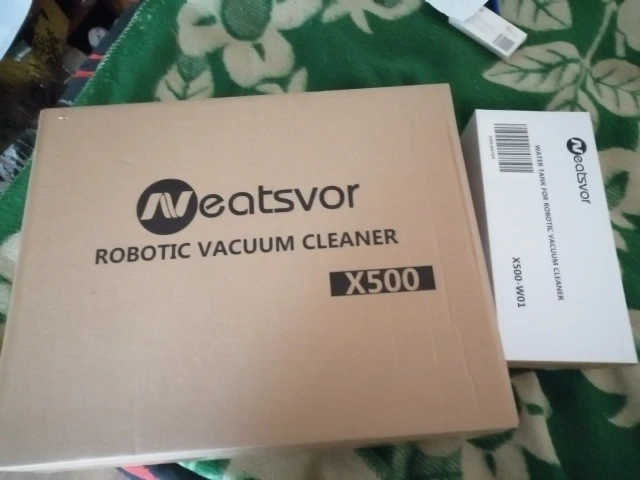 Neatsvor
ROBOTIC VACUUM CLEANER
X500
Neatsvor
WATER TANK FOR ROBOTIC VACUUM CLEANER
X500-W01